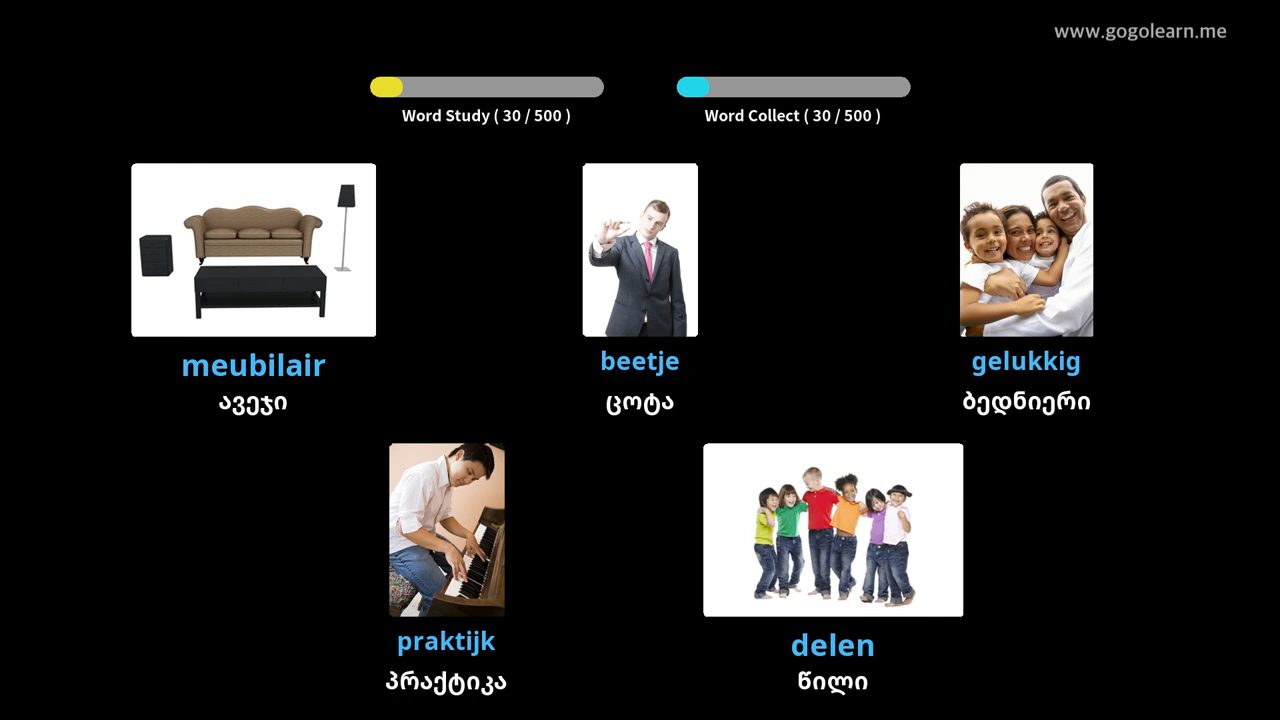 www.gogolearn.me
Word Study ( 30 / 500 )
Word Collect ( 30 / 500 )
meubilair
ავეჯი
beetje
ცოტა
gelukkig
ბედნიერი
praktijk
პრაქტიკა
delen
წილი